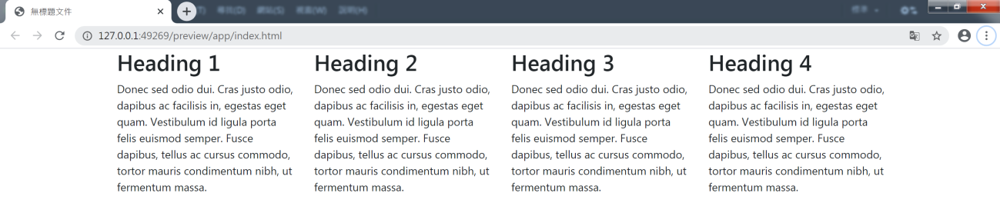 無標題文件
127.0.0.1:49269/preview/app/index.html
Heading 1
Donec sed odio dui. Cras justo odio,
dapibus ac facilisis in, egestas eget
quam. Vestibulum id ligula porta
felis euismod semper. Fusce
dapibus, tellus ac cursus commodo,
tortor mauris condimentum nibh, ut
fermentum massa.
Heading 2
Donec sed odio dui. Cras justo odio,
dapibus ac facilisis in, egestas eget
quam. Vestibulum id ligula porta
felis euismod semper. Fusce
dapibus, tellus ac cursus commodo,
tortor mauris condimentum nibh, ut
fermentum massa.
Heading 3
Donec sed odio dui. Cras justo odio,
dapibus ac facilisis in, egestas eget
quam. Vestibulum id ligula porta
felis euismod semper. Fusce
dapibus, tellus ac cursus commodo,
tortor mauris condimentum nibh, ut
fermentum massa.
Heading 4
Donec sed odio dui. Cras justo odio,
dapibus ac facilisis in, egestas eget
quam. Vestibulum id ligula porta
felis euismod semper. Fusce
dapibus, tellus ac cursus commodo,
tortor mauris condimentum nibh, ut
fermentum massa.